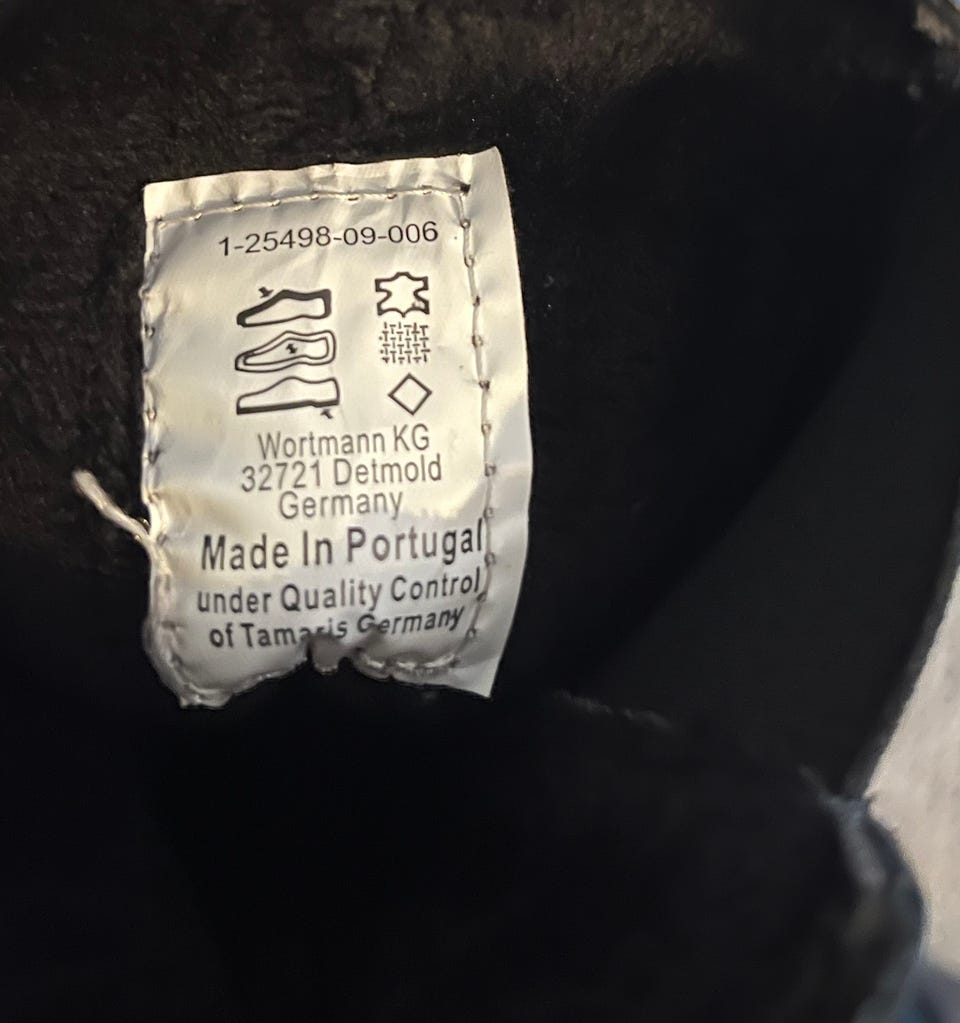 1-25498-09-006
Wortmann KG
32721 Detmold
Germany
Made In Portugal
under Quality Control
of Tamaris Germany